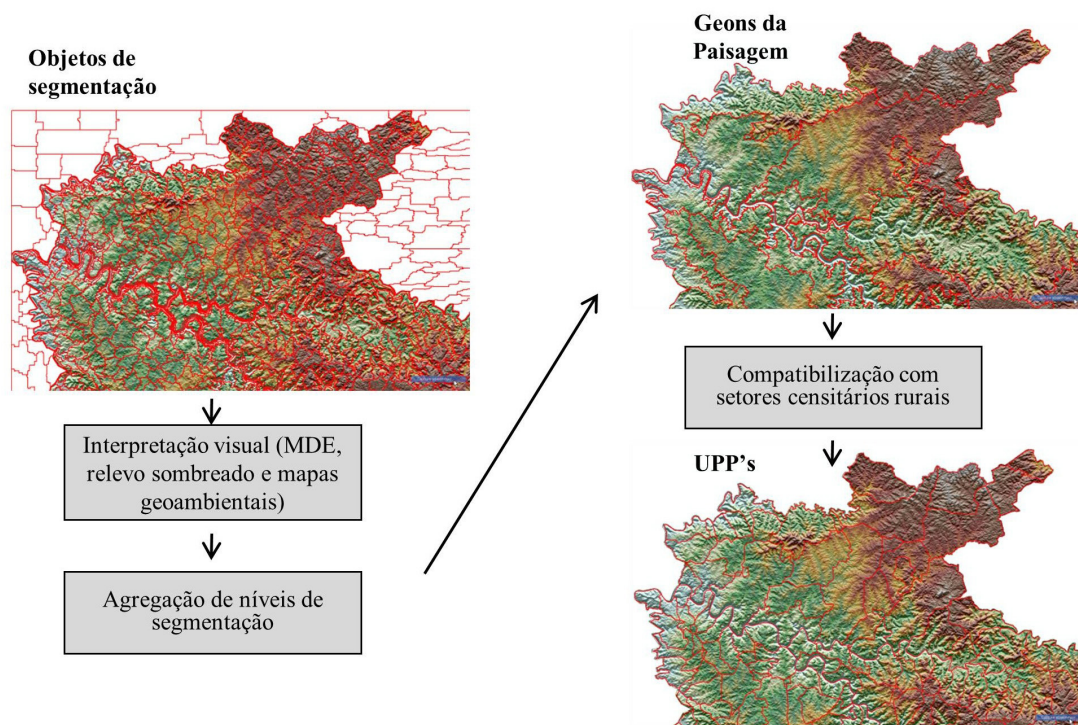 Objetos de
segmentação
Interpretação visual (MDE,
relevo sombreado e mapas
geoambientais)
Agregação de níveis de
segmentação
Geons da
Paisagem
Compatibilização com
setores censitários rurais
UPP's